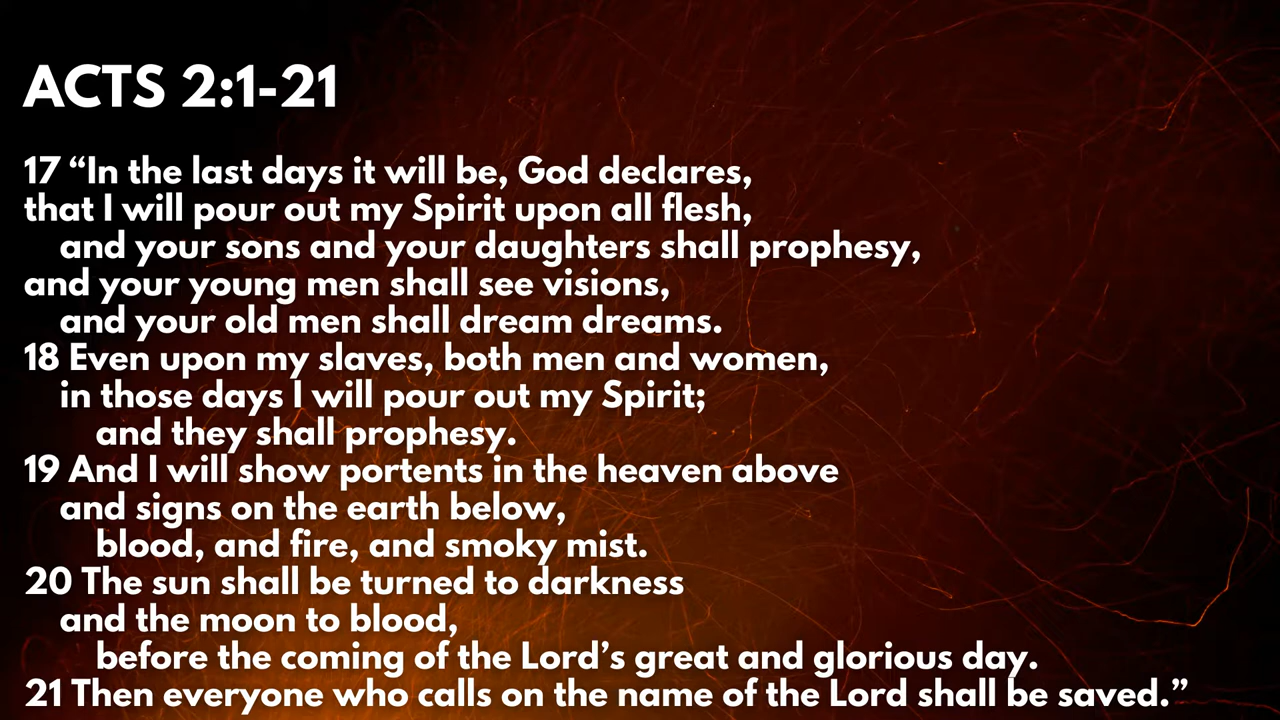 ACTS 2:1-21
17 “In the last days it will be, God declares,
that I will pour out my Spirit upon all flesh,
and your sons and your daughters shall prophesy,
and your young men shall see visions,
and your old men shall dream dreams.
18 Even upon my slaves, both men and women,
in those days I will pour out my Spirit;
and they shall prophesy.
19 And I will show portents in the heaven above
and signs on the earth below,
blood, and fire, and smoky mist.
20 The sun shall be turned to darkness
and the moon to blood,
before the coming of the Lord’s great and glorious day.
21 Then everyone who calls on the name of the Lord shall be saved.”